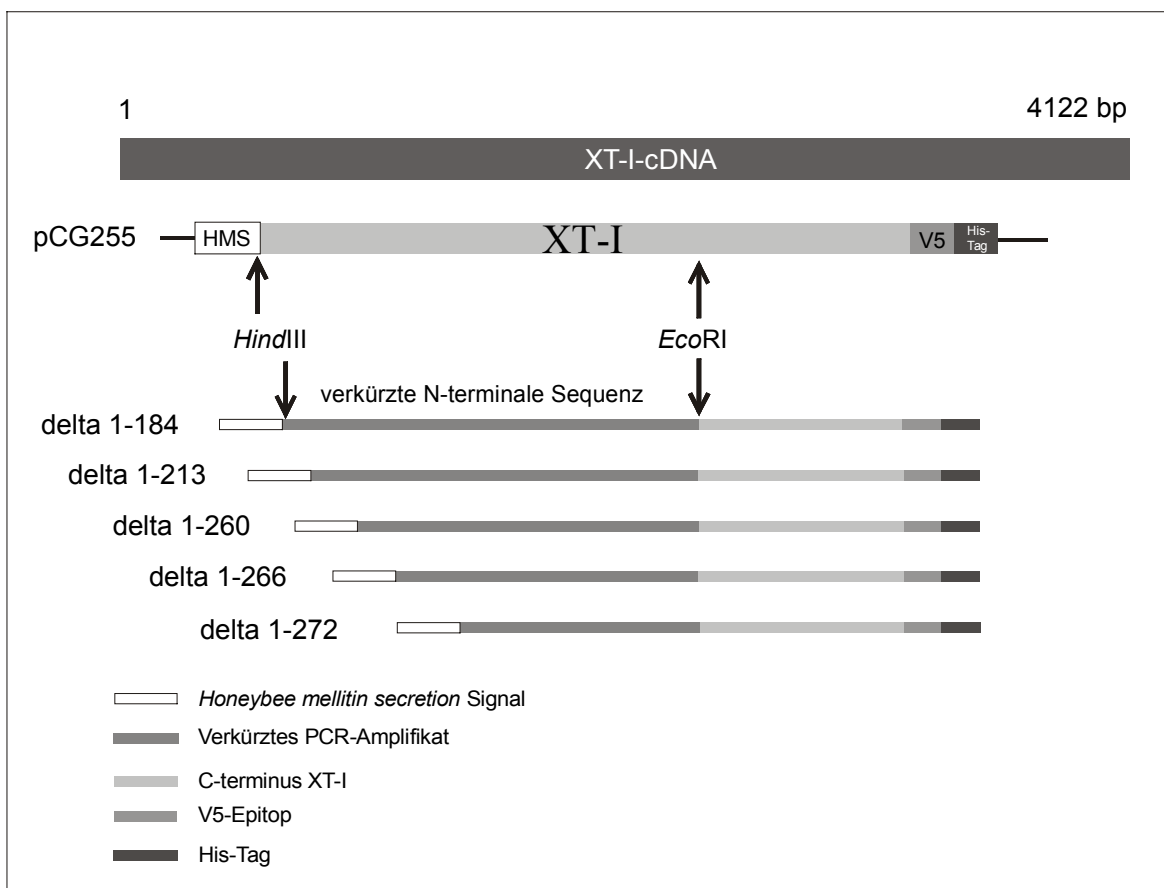 1 4122 bp
XT-I-cDNA
pCG255 HMS XT-I V5 His-
Tag
HindIII EcoRI
verkürzte N-terminale Sequenz
delta 1-184
delta 1-213
delta 1-260
delta 1-266
delta 1-272
Honeybee mellitin secretion Signal
Verkürztes PCR-Amplifikat
C-terminus XT-I
V5-Epitop
His-Tag